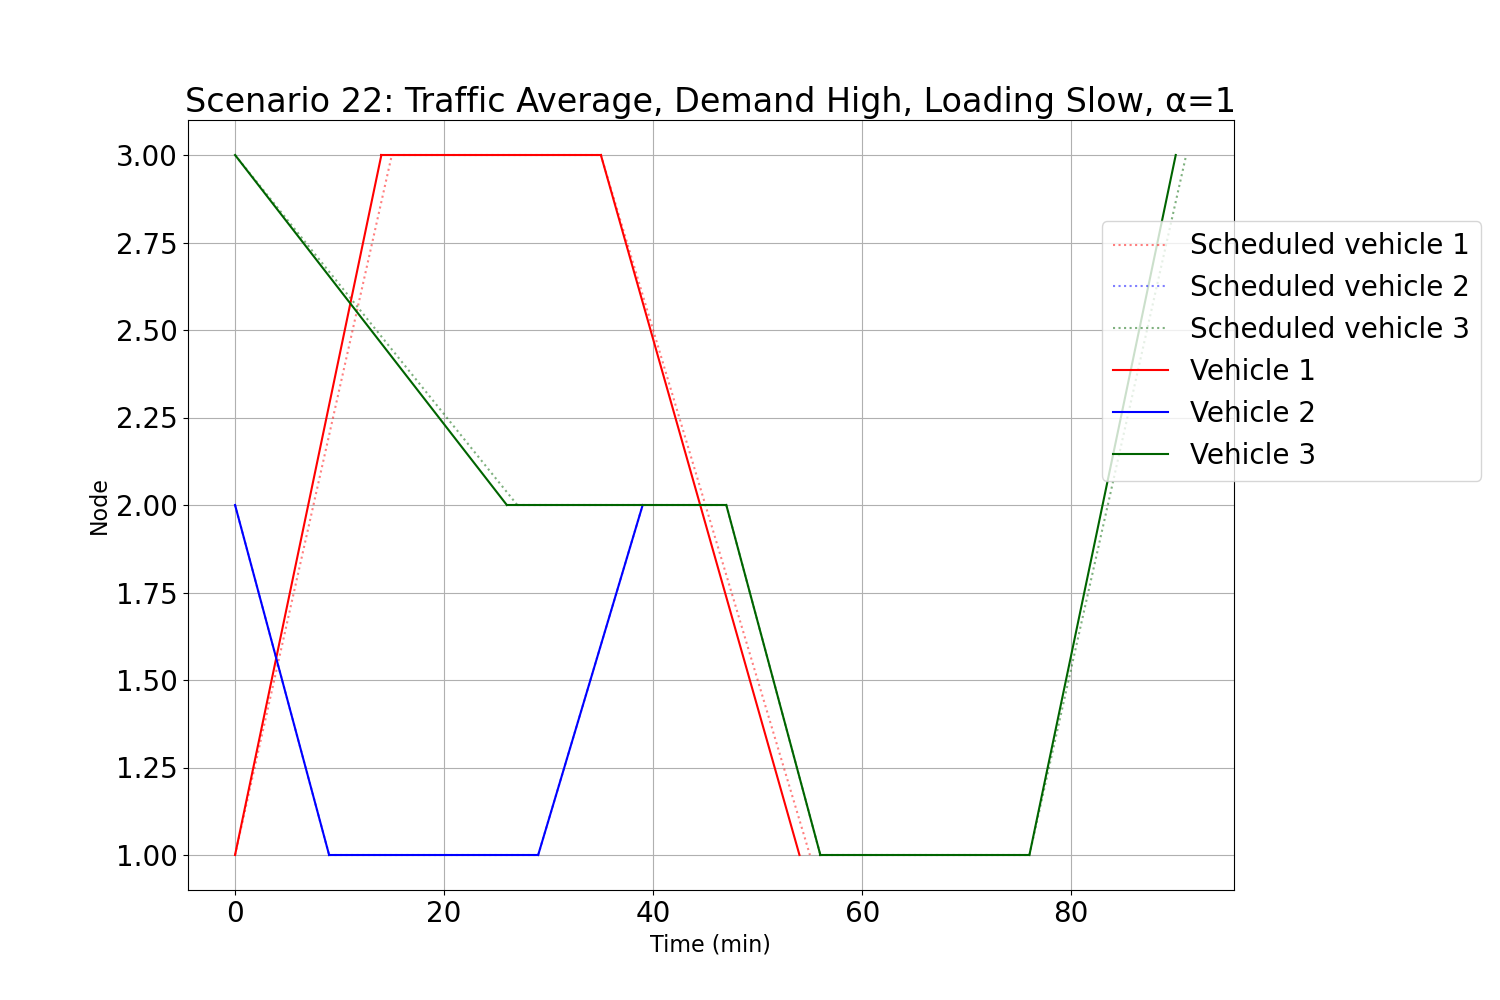 Scenario 22: Traffic Average, Demand High, Loading Slow, α=1
3.00
2.75
2.50
2.25
2.00
1.75
1.50
1.25
1.00
Node
0 20 40 60 80
Time (min)
Scheduled vehicle 1
Scheduled vehicle 2
Scheduled vehicle 3
Vehicle 1
Vehicle 2
Vehicle 3